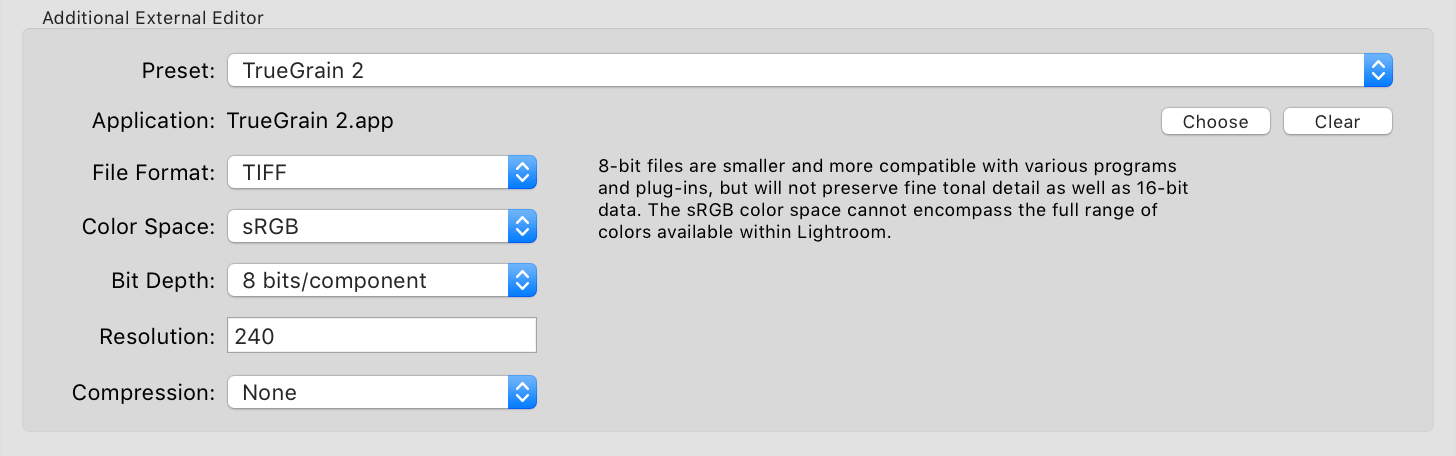 Additional External Editor
Preset: TrueGrain 2
Application: TrueGrain 2.app Choose Clear
File Format: TIFF
8-bit files are smaller and more compatible with various programs
and plug-ins, but will not preserve fine tonal detail as well as 16-bit
data. The sRGB color space cannot encompass the full range of
colors available within Lightroom.
Color Space: sRGB
Bit Depth: 8 bits/component
Resolution: 240
Compression: None